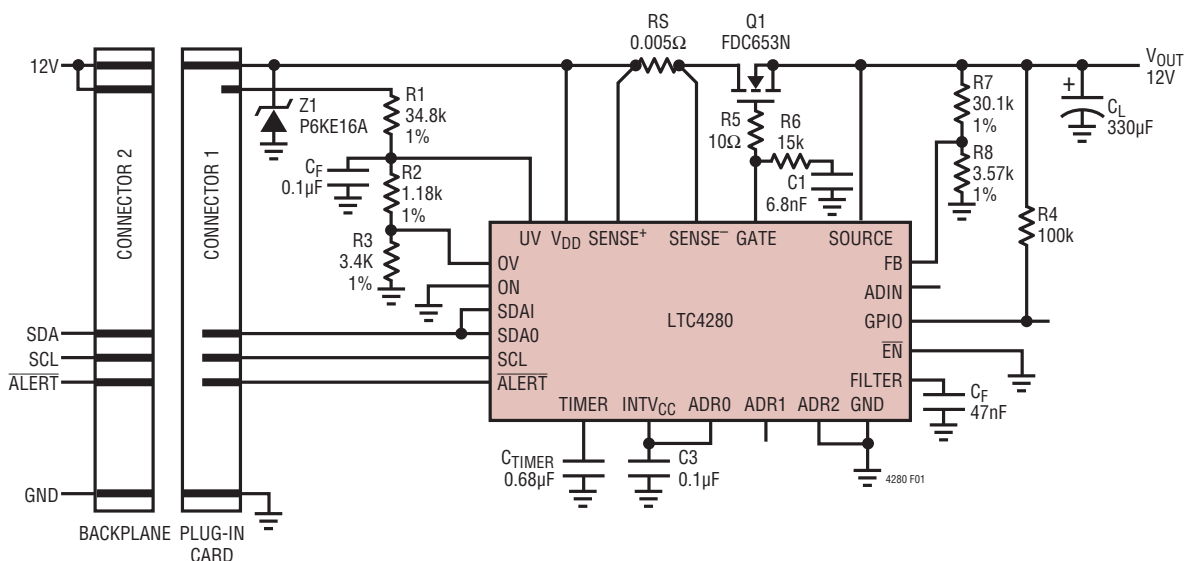 12V
CONNECTOR 2
CONNECTOR 1
Z1
P6KE16A
CF
0.1µF
R1
34.8k
1%
R2
1.18k
1%
R3
3.4K
1%
RS
0.005Ω
Q1
FDC653N
R5
10Ω
R6
15k
C1
6.8nF
R7
30.1k
1%
R8
3.57k
1%
R4
100k
VOUT
12V
+
CL
330µF
UV
VDD
SENSE+
SENSE–
GATE
SOURCE
OV
ON
SDAI
SDA0
SCL
ALERT
LTC4280
FB
ADIN
GPIO
EN
FILTER
TIMER
INTVCC
ADR0
ADR1
ADR2
GND
CF
47nF
CTIMER
0.68µF
C3
0.1µF
4280 F01
SDA
SCL
ALERT
GND
BACKPLANE
PLUG-IN
CARD